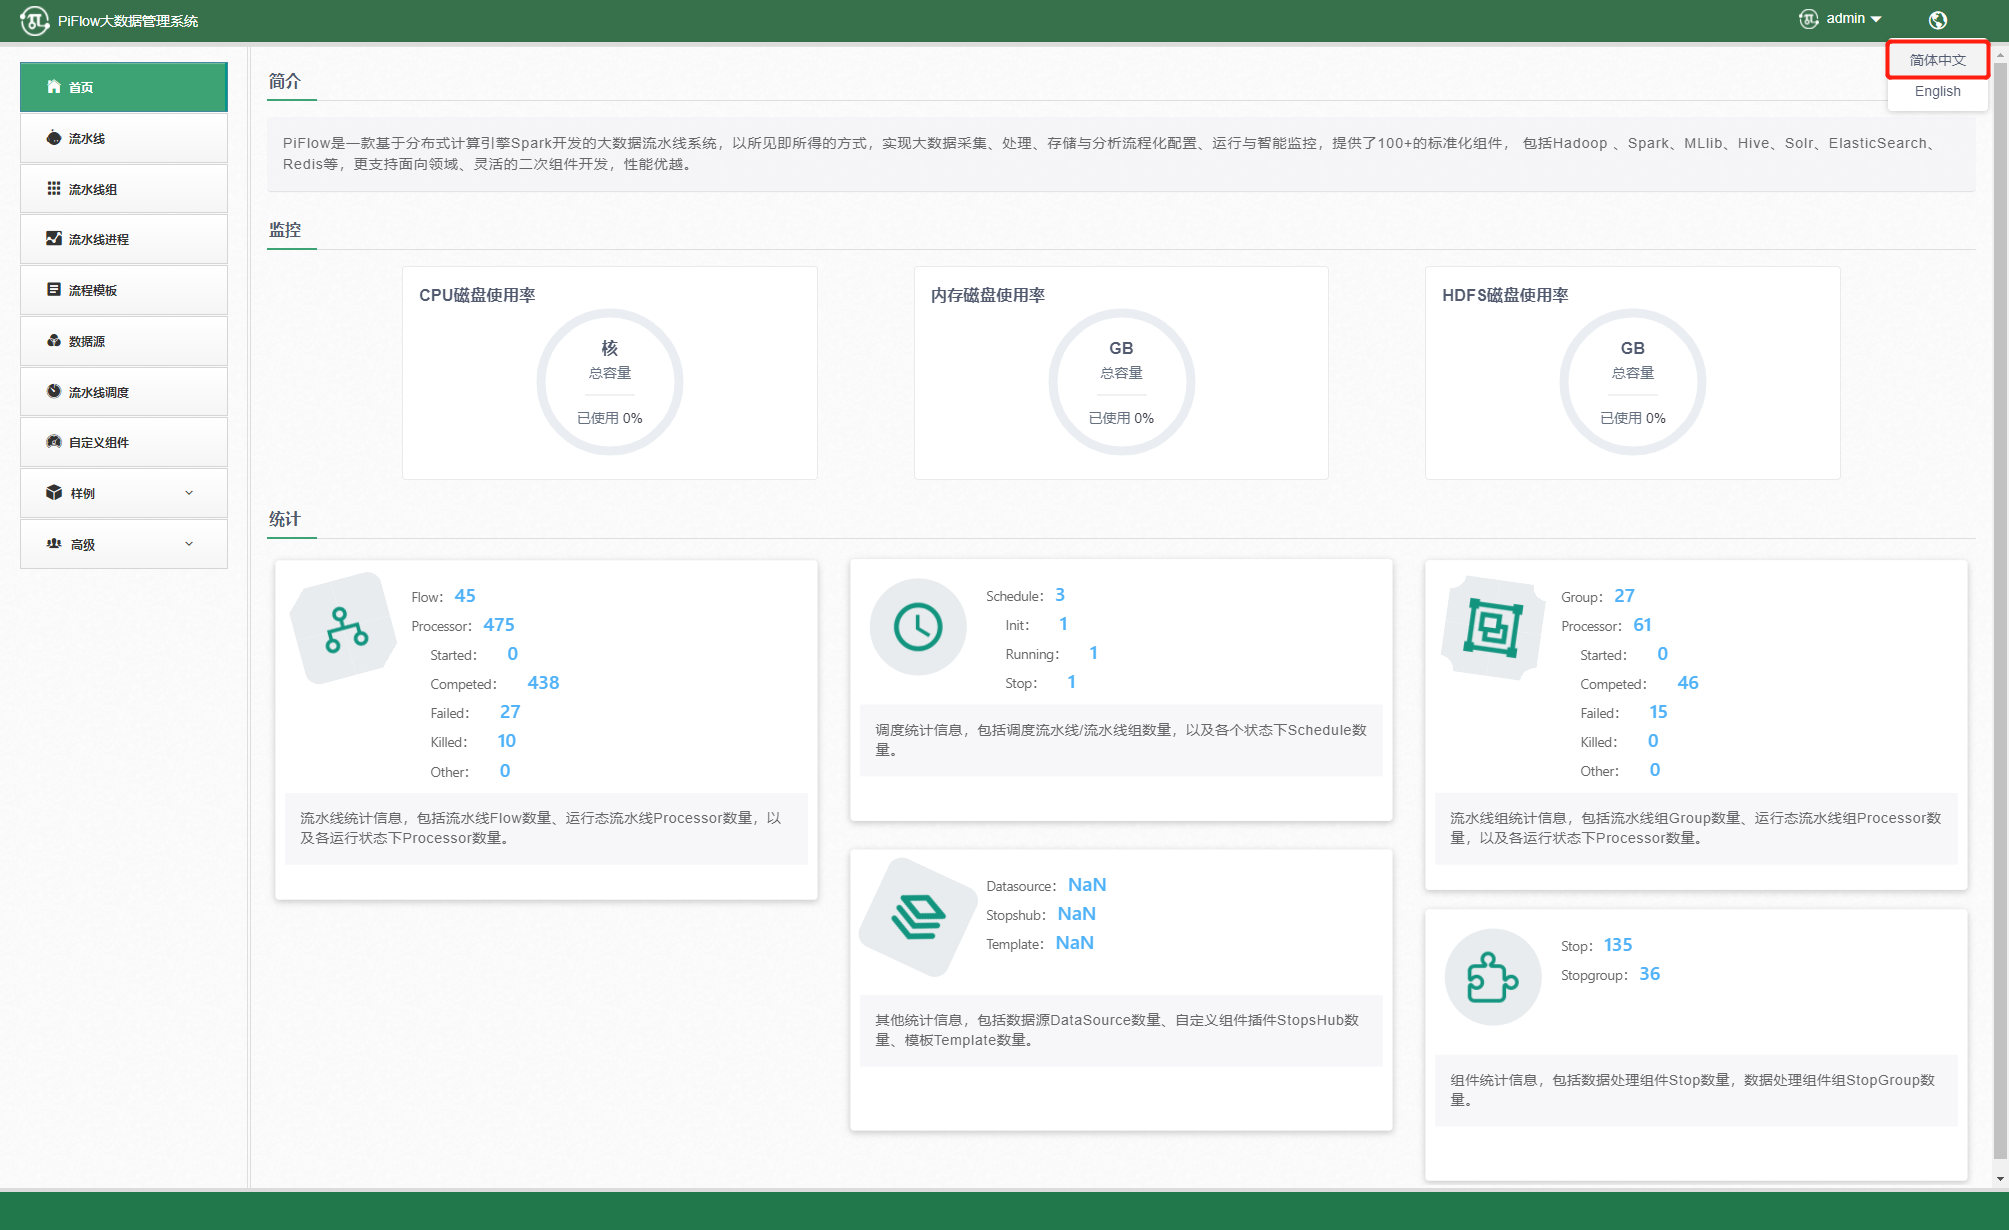 PiFlow大数据管理系统
admin
简体中文
English
首页
流水线
流水线组
流水线进程
流程模板
数据源
流水线调度
自定义组件
样例
高级
简介
PiFlow是一款基于分布式计算引擎Spark开发的大数据流水线系统，以所见即所得的方式，实现大数据采集、处理、存储与分析流程化配置、运行与智能监控，提供了100+的标准化组件， 包括Hadoop 、Spark、MLlib、Hive、Solr、ElasticSearch、
Redis等，更支持面向领域、灵活的二次组件开发，性能优越。
监控
CPU磁盘使用率
核
总容量
已使用 0%
内存磁盘使用率
GB
总容量
已使用 0%
HDFS磁盘使用率
GB
总容量
已使用 0%
统计
Flow： 45
Processor： 475
Started： 0
Competed： 438
Failed： 27
Killed： 10
Other： 0
流水线统计信息，包括流水线Flow数量、运行态流水线Processor数量，以
及各运行状态下Processor数量。
Schedule： 3
Init： 1
Running： 1
Stop： 1
调度统计信息，包括调度流水线/流水线组数量，以及各个状态下Schedule数
量。
Datasource： NaN
Stopshub： NaN
Template： NaN
其他统计信息，包括数据源DataSource数量、自定义组件插件StopsHub数
量、模板Template数量。
Group： 27
Processor： 61
Started： 0
Competed： 46
Failed： 15
Killed： 0
Other： 0
流水线组统计信息，包括流水线组Group数量、运行态流水线组Processor数
量，以及各运行状态下Processor数量。
Stop： 135
Stopgroup： 36
组件统计信息，包括数据处理组件Stop数量，数据处理组件组StopGroup数
量。